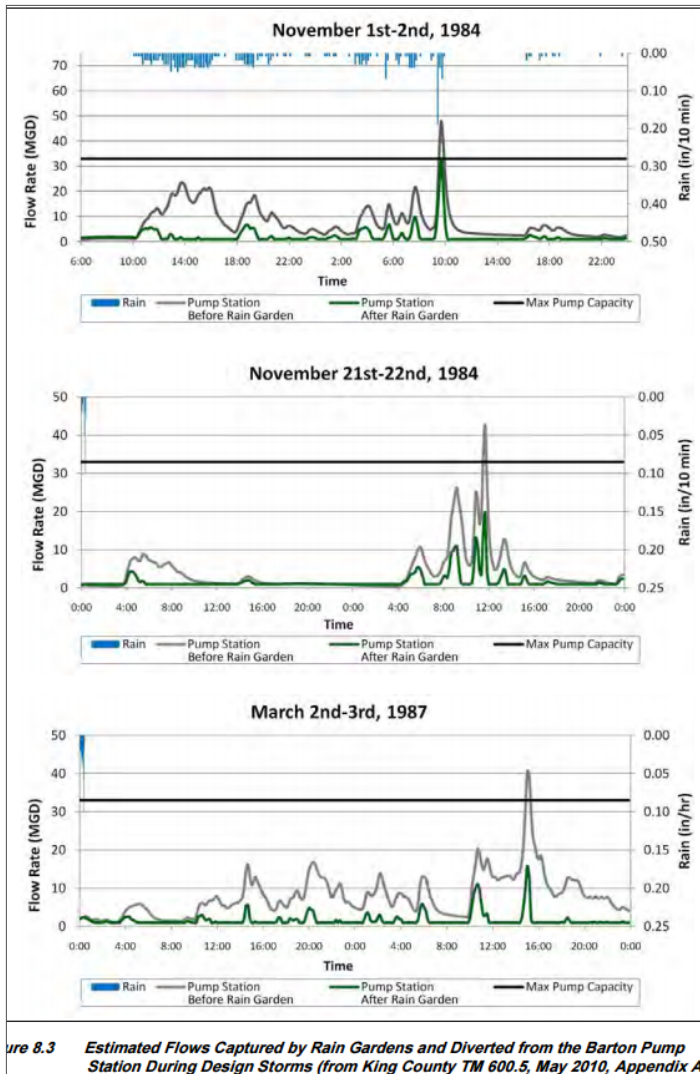 November 1st-2nd, 1984
Flow Rate (MGD)
70
60
50
40
30
20
10
0
0.00
0.10
0.20
0.30
0.40
0.50
Rain (in/10 min)
6:00 10:00 14:00 18:00 22:00 2:00 6:00 10:00 14:00 18:00 22:00
Time
Rain
Pump Station
Before Rain Garden
Pump Station
After Rain Garden
Max Pump Capacity
November 21st-22nd, 1984
Flow Rate (MGD)
50
40
30
20
10
0
0.00
0.05
0.10
0.15
0.20
0.25
Rain (in/10 min)
0:00 4:00 8:00 12:00 16:00 20:00 0:00 4:00 8:00 12:00 16:00 20:00 0:00
Time
Rain
Pump Station
Before Rain Garden
Pump Station
After Rain Garden
Max Pump Capacity
March 2nd-3rd, 1987
Flow Rate (MGD)
50
40
30
20
10
0
0.00
0.05
0.10
0.15
0.20
0.25
Rain (in/hr)
0:00 4:00 8:00 12:00 16:00 20:00 0:00 4:00 8:00 12:00 16:00 20:00 0:00
Time
Rain
Pump Station
Before Rain Garden
Pump Station
After Rain Garden
Max Pump Capacity
ure 8.3 Estimated Flows Captured by Rain Gardens and Diverted from the Barton Pump
Station During Design Storms (from King County TM 600.5, May 2010, Appendix A